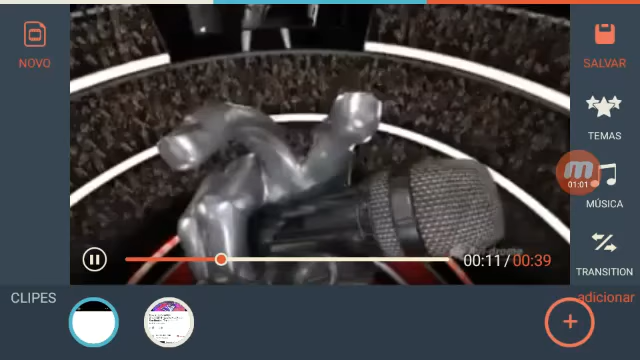 NOVO
SALVAR
TEMAS
01:01
MÚSICA
00:11/00:39
TRANSITION
CLIPES
adicionar